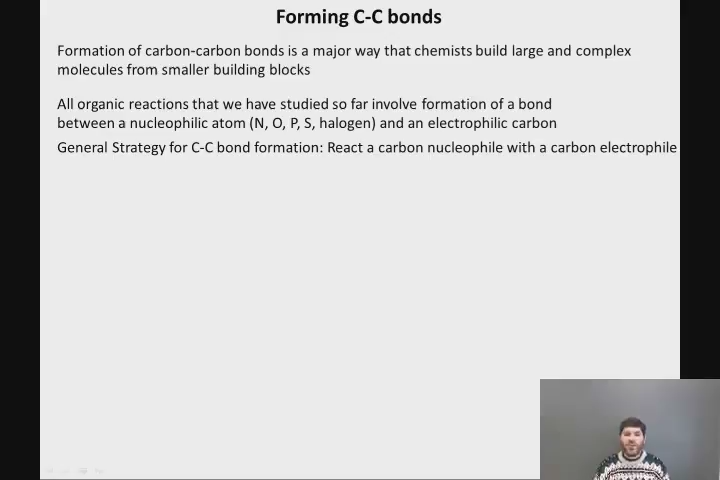 Forming C-C bonds
Formation of carbon-carbon bonds is a major way that chemists build large and complex
molecules from smaller building blocks
All organic reactions that we have studied so far involve formation of a bond
between a nucleophilic atom (N, O, P, S, halogen) and an electrophilic carbon
General Strategy for C-C bond formation: React a carbon nucleophile with a carbon electrophile